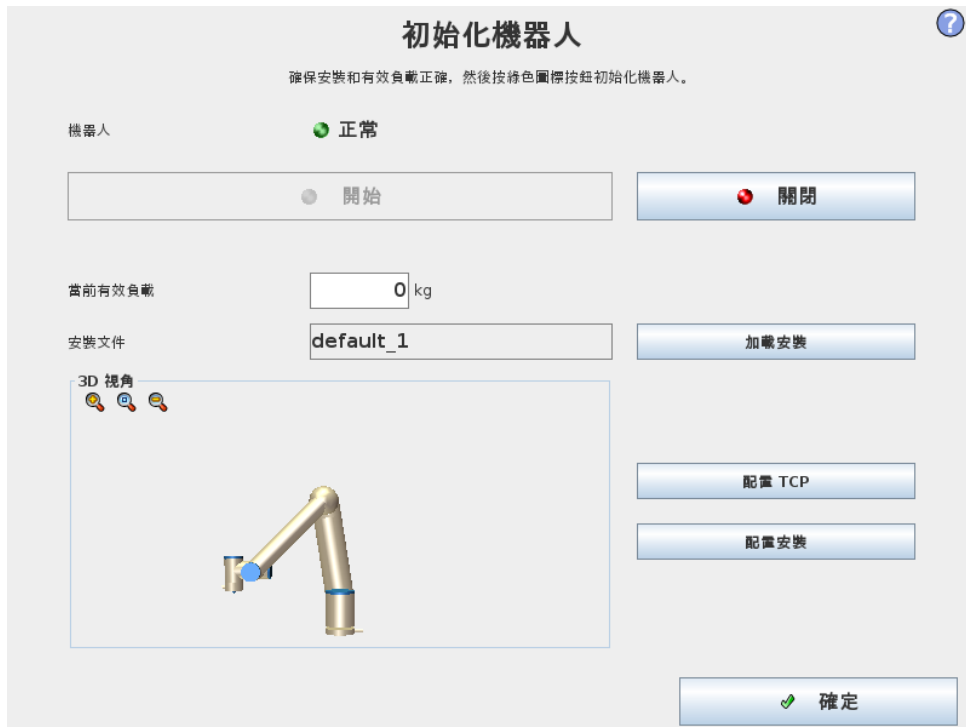 初始化機器人
?
確保安裝和有效負載正確，然後按綠色圖標按鈕初始化機器人。
機器人 正常
開始 關閉
當前有效負載 0 kg
安裝文件 default_1 加載安裝
3D 視角
配置 TCP
配置安裝
確定